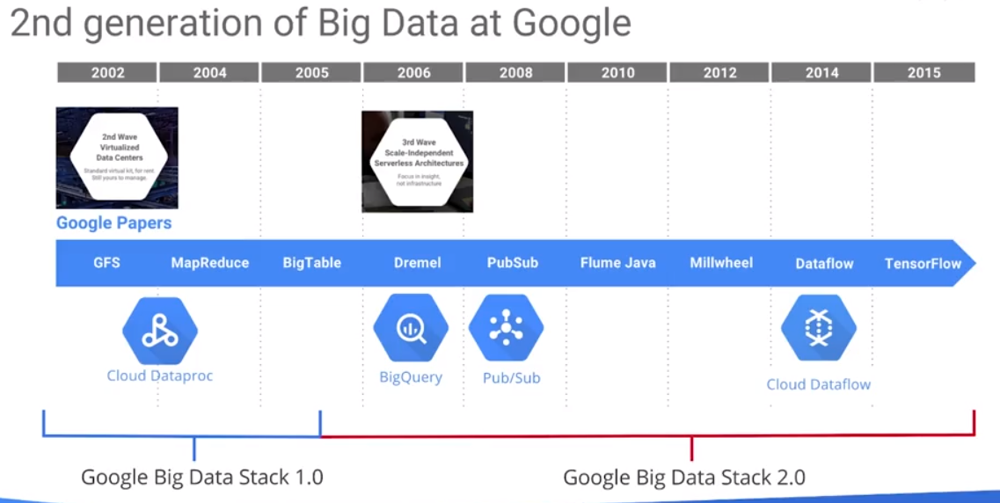 2nd generation of Big Data at Google
2002 2004 2005 2006 2008 2010 2012 2014 2015
2nd Wave
Virtualized
Data Centers
Standard virtual kit, for rent
Still yours to manage.
3rd Wave
Scale-Independent
Serverless Architectures
Focus in insight,
not infrastructure
Google Papers
GFS MapReduce BigTable Dremel PubSub Flume Java Millwheel Dataflow TensorFlow
Cloud Dataproc
BigQuery
Pub/Sub
Cloud Dataflow
Google Big Data Stack 1.0
Google Big Data Stack 2.0